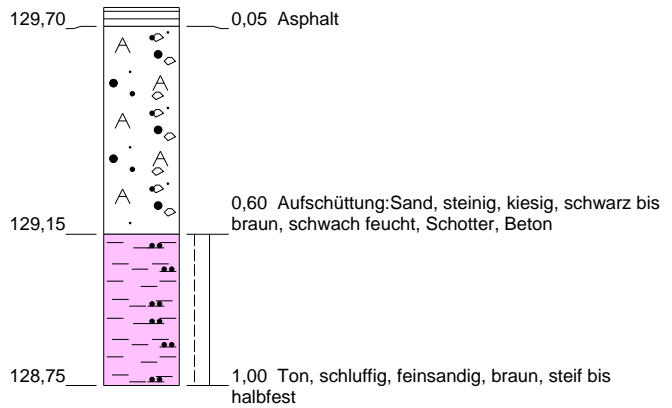 129,70 0,05 Asphalt
0,60 Aufschüttung:Sand, steinig, kiesig, schwarz bis
129,15 braun, schwach feucht, Schotter, Beton
128,75 1,00 Ton, schluffig, feinsandig, braun, steif bis
halbfest